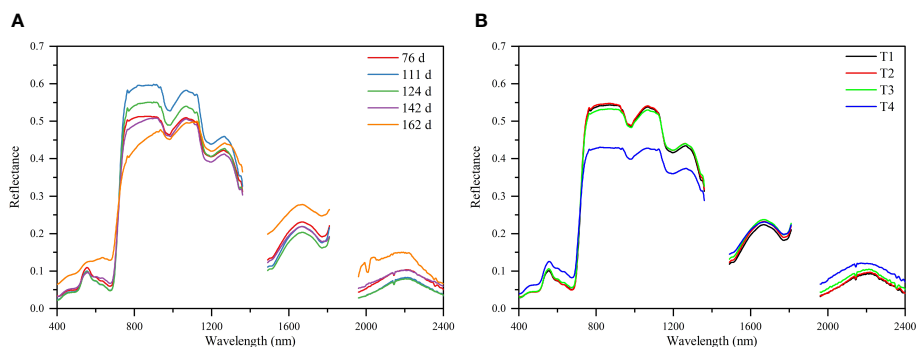 A
0.7
0.6
0.5
0.4
0.3
0.2
0.1
0.0
Reflectance
400
800
1200
1600
2000
2400
Wavelength (nm)
76 d
111 d
124 d
142 d
162 d
B
0.7
0.6
0.5
0.4
0.3
0.2
0.1
0.0
Reflectance
400
800
1200
1600
2000
2400
Wavelength (nm)
T1
T2
T3
T4